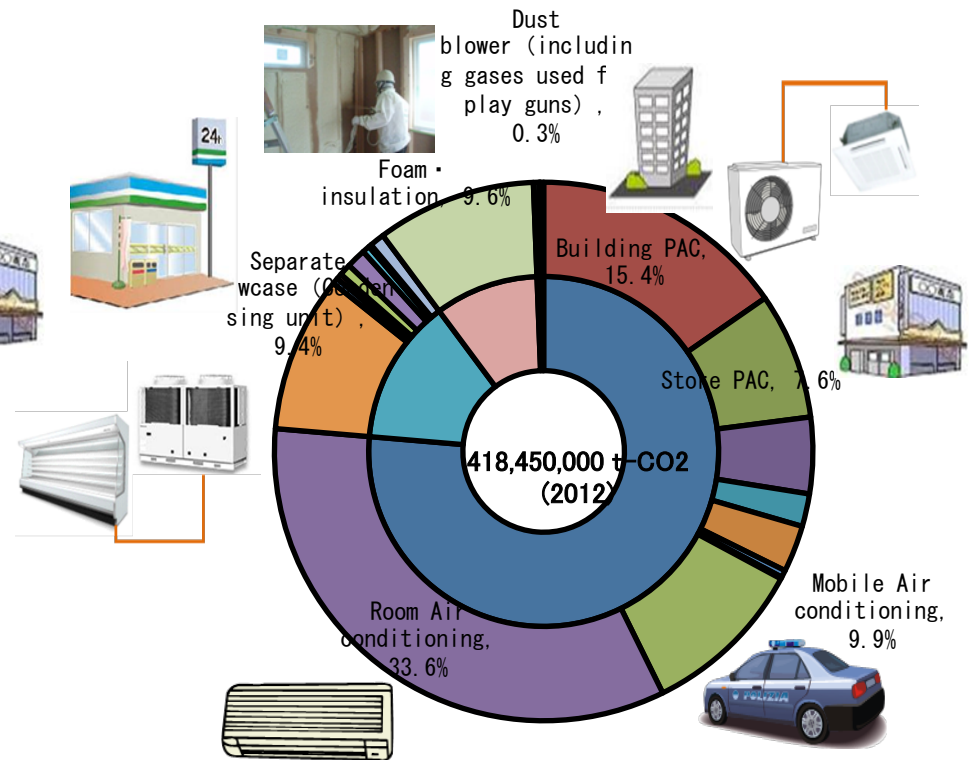 Dust
blower (includin
g gases used f
play guns),
0.3%
24h
Foam・
insulation, 9.6%
Building PAC,
15.4%
Separate
wcase (
sing unit),
9.4%
Store PAC, 7.6%
418,450,000 t-CO2
(2012)
Mobile Air
conditioning,
9.9%
Room Air
conditioning,
33.6%
POLIZIA